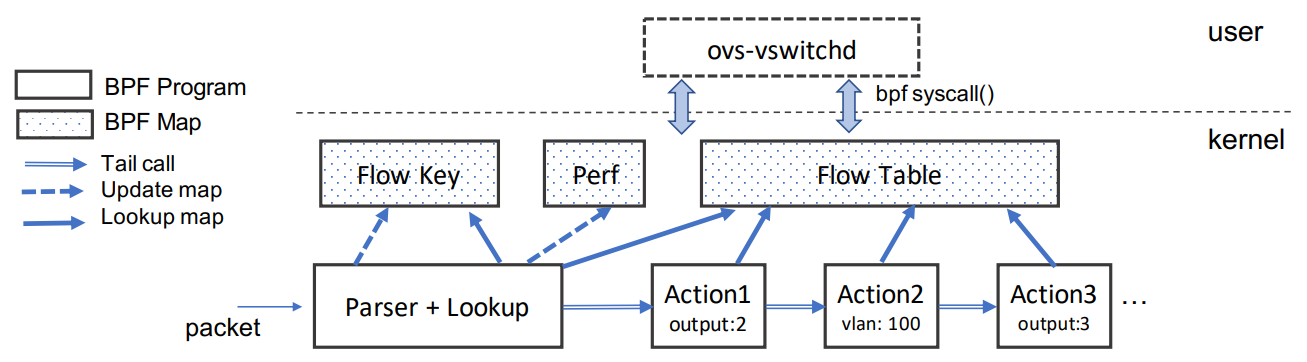 user
ovs-vswitchd
BPF Program
bpf syscall()
BPF Map
kernel
Tail call
Flow Key
Perf
Flow Table
Update map
Lookup map
Parser + Lookup
Action1
output:2
Action2
vlan: 100
Action3
output:3
...
packet